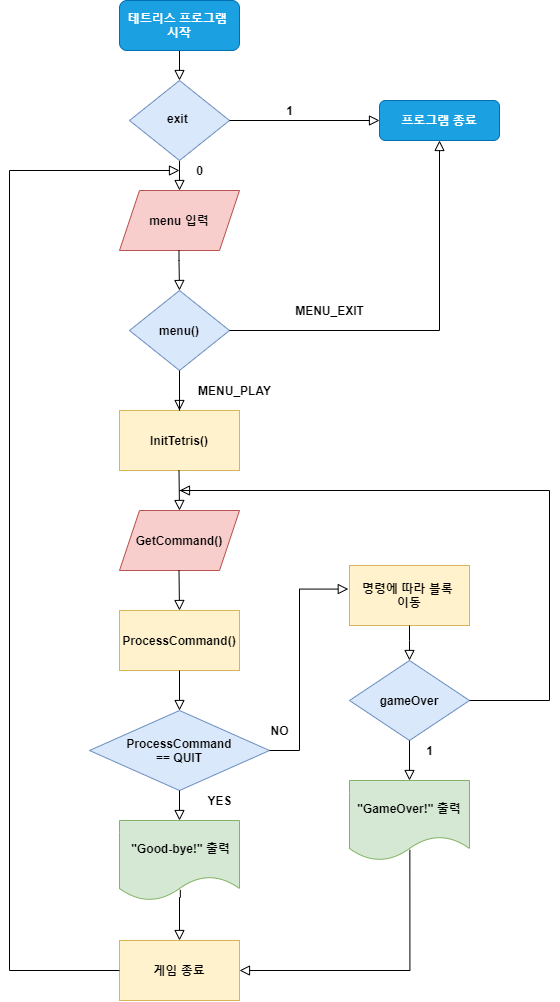 테트리스 프로그램
시작
exit
1
프로그램 종료
0
menu 입력
menu()
MENU_EXIT
MENU_PLAY
InitTetris()
GetCommand()
명령에 따라 블록
이동
ProcessCommand()
gameOver
NO
ProcessCommand
== QUIT
1
YES
"GameOver!" 출력
"Good-bye!" 출력
게임 종료